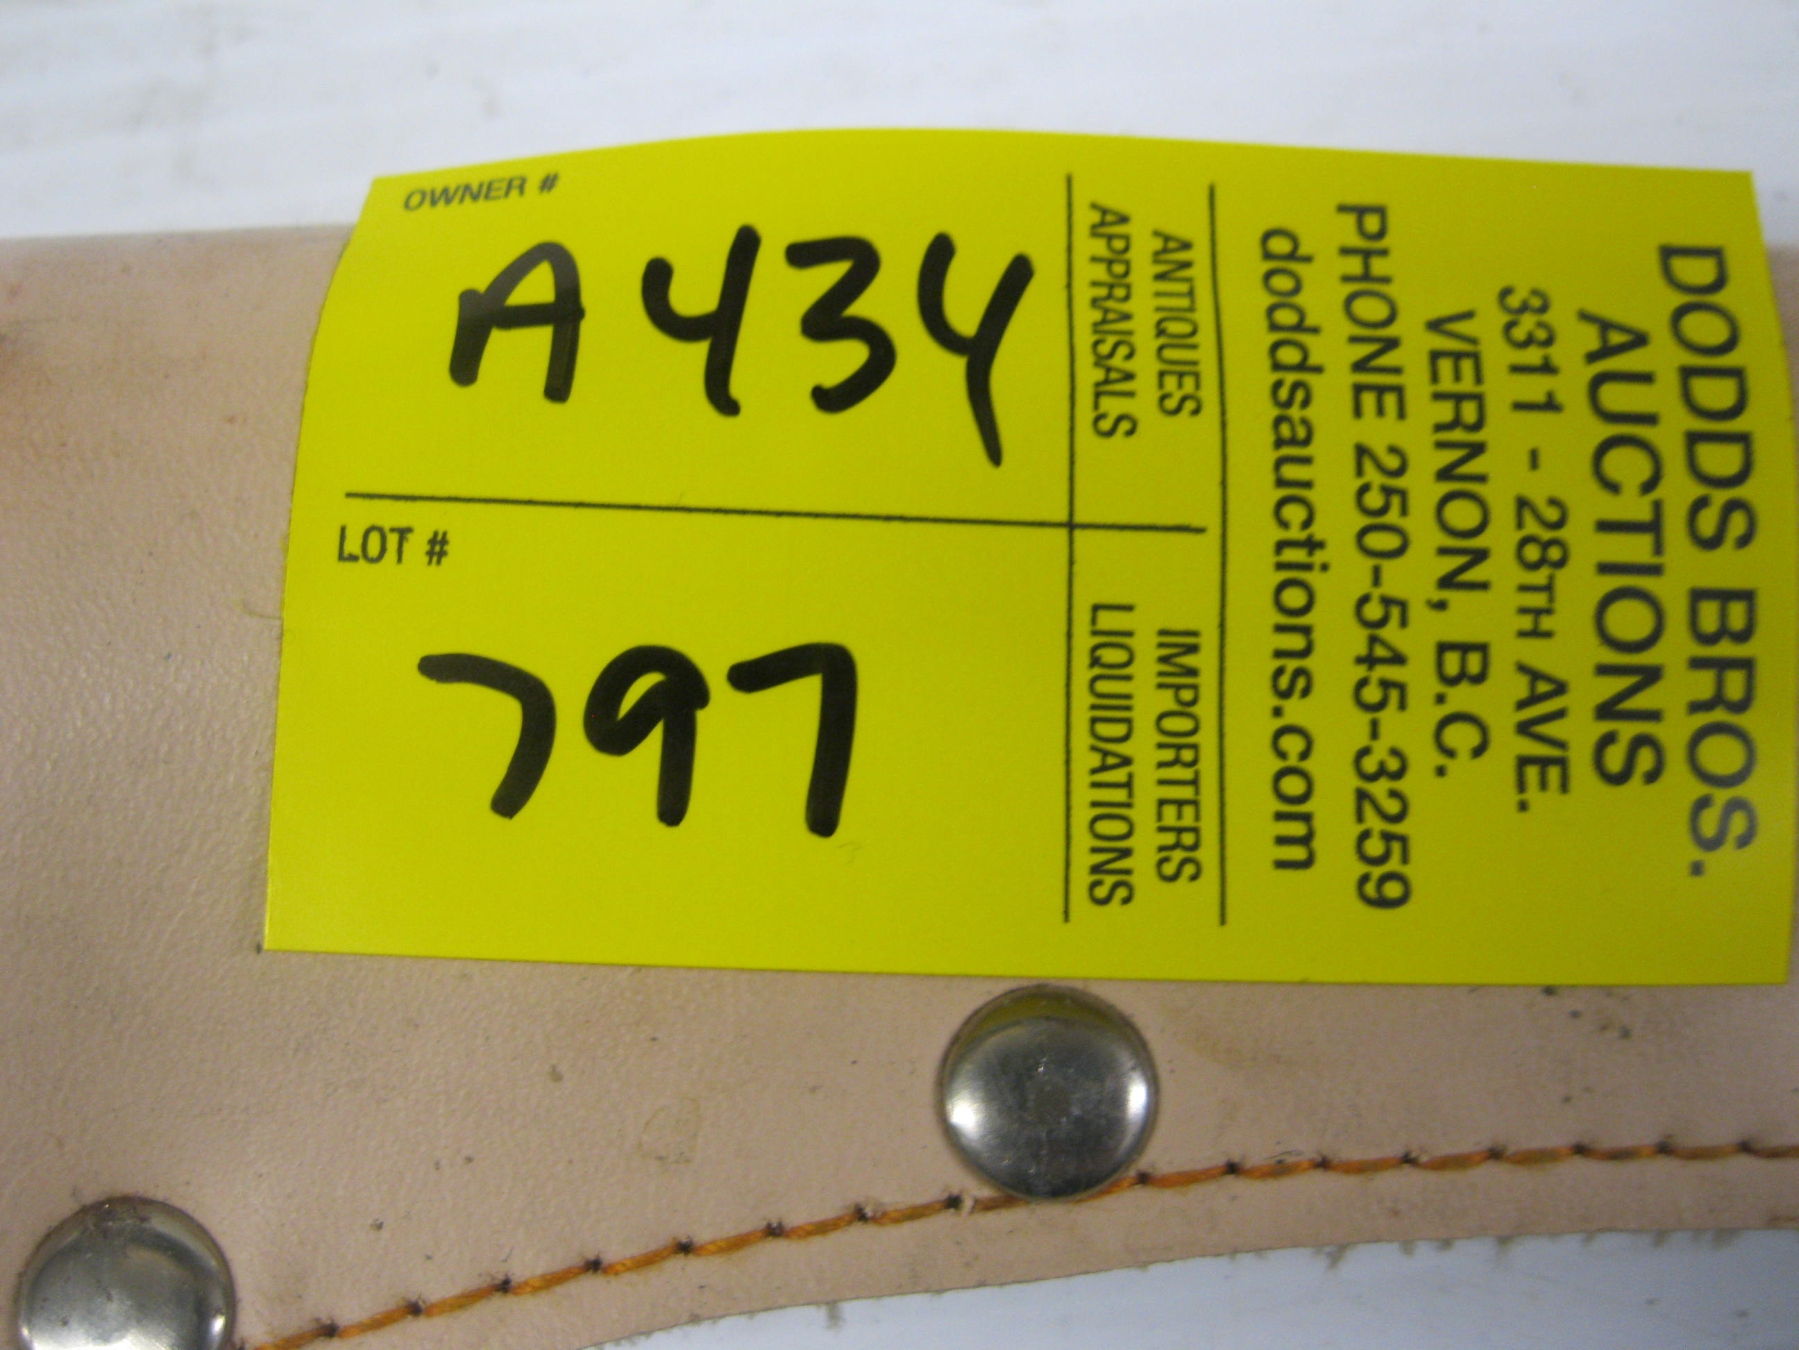 OWNER #
A434
LOT #
797
ANTIQUES
APPRAISALS
IMPORTERS
LIQUIDATIONS
DODDS BROS.
AUCTIONS
3311 - 28TH AVE.
VERNON, B.C.
PHONE 250-545-3259
doddsauctions.com